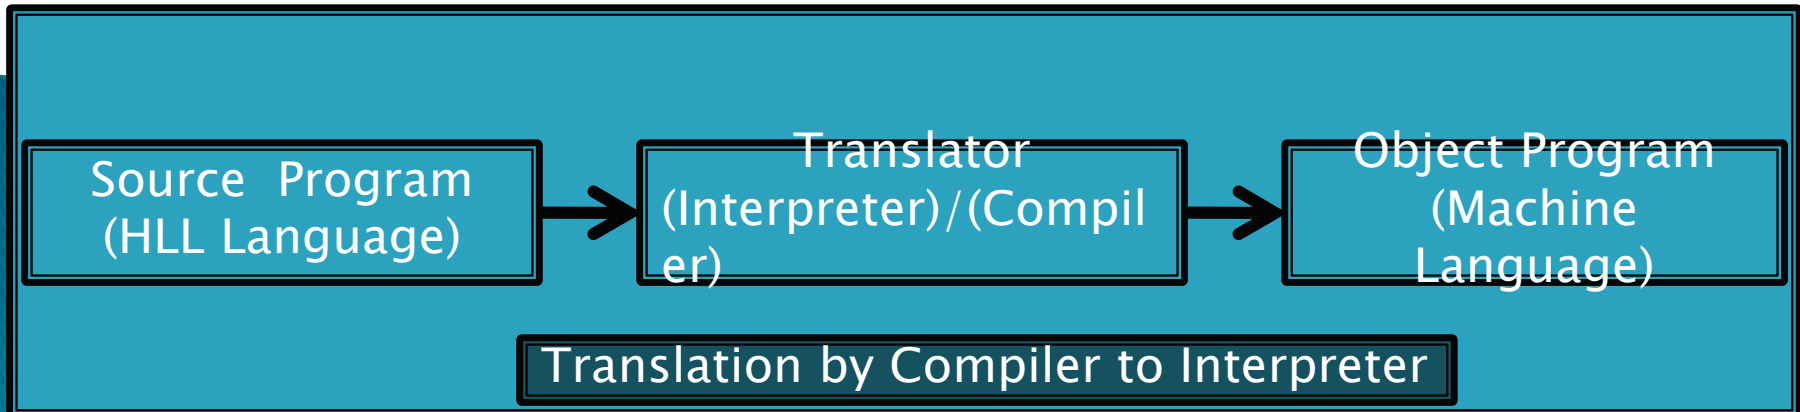 Source  Program
(HLL Language)
Translator
(Interpreter)/(Compil
er)
Object Program
(Machine
Language)
Translation by Compiler to Interpreter